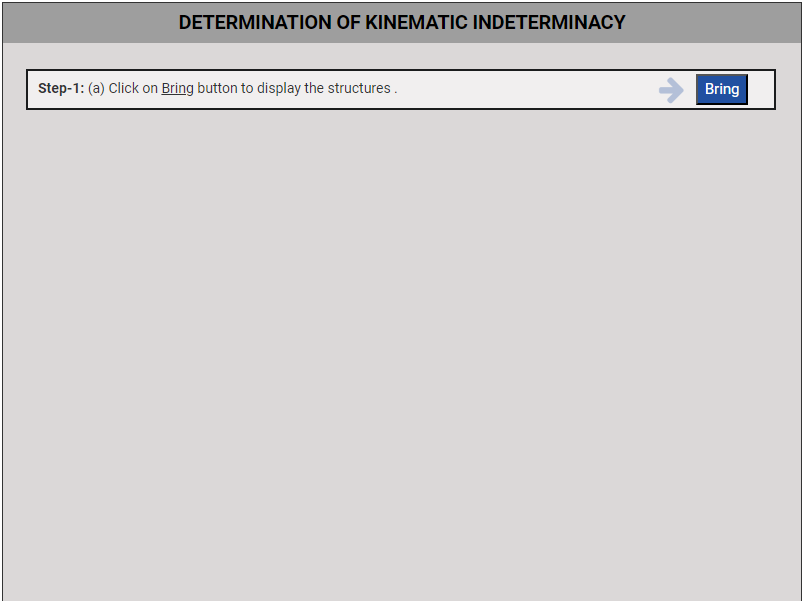 DETERMINATION OF KINEMATIC INDETERMINACY
Step-1: (a) Click on Bring button to display the structures .
Bring